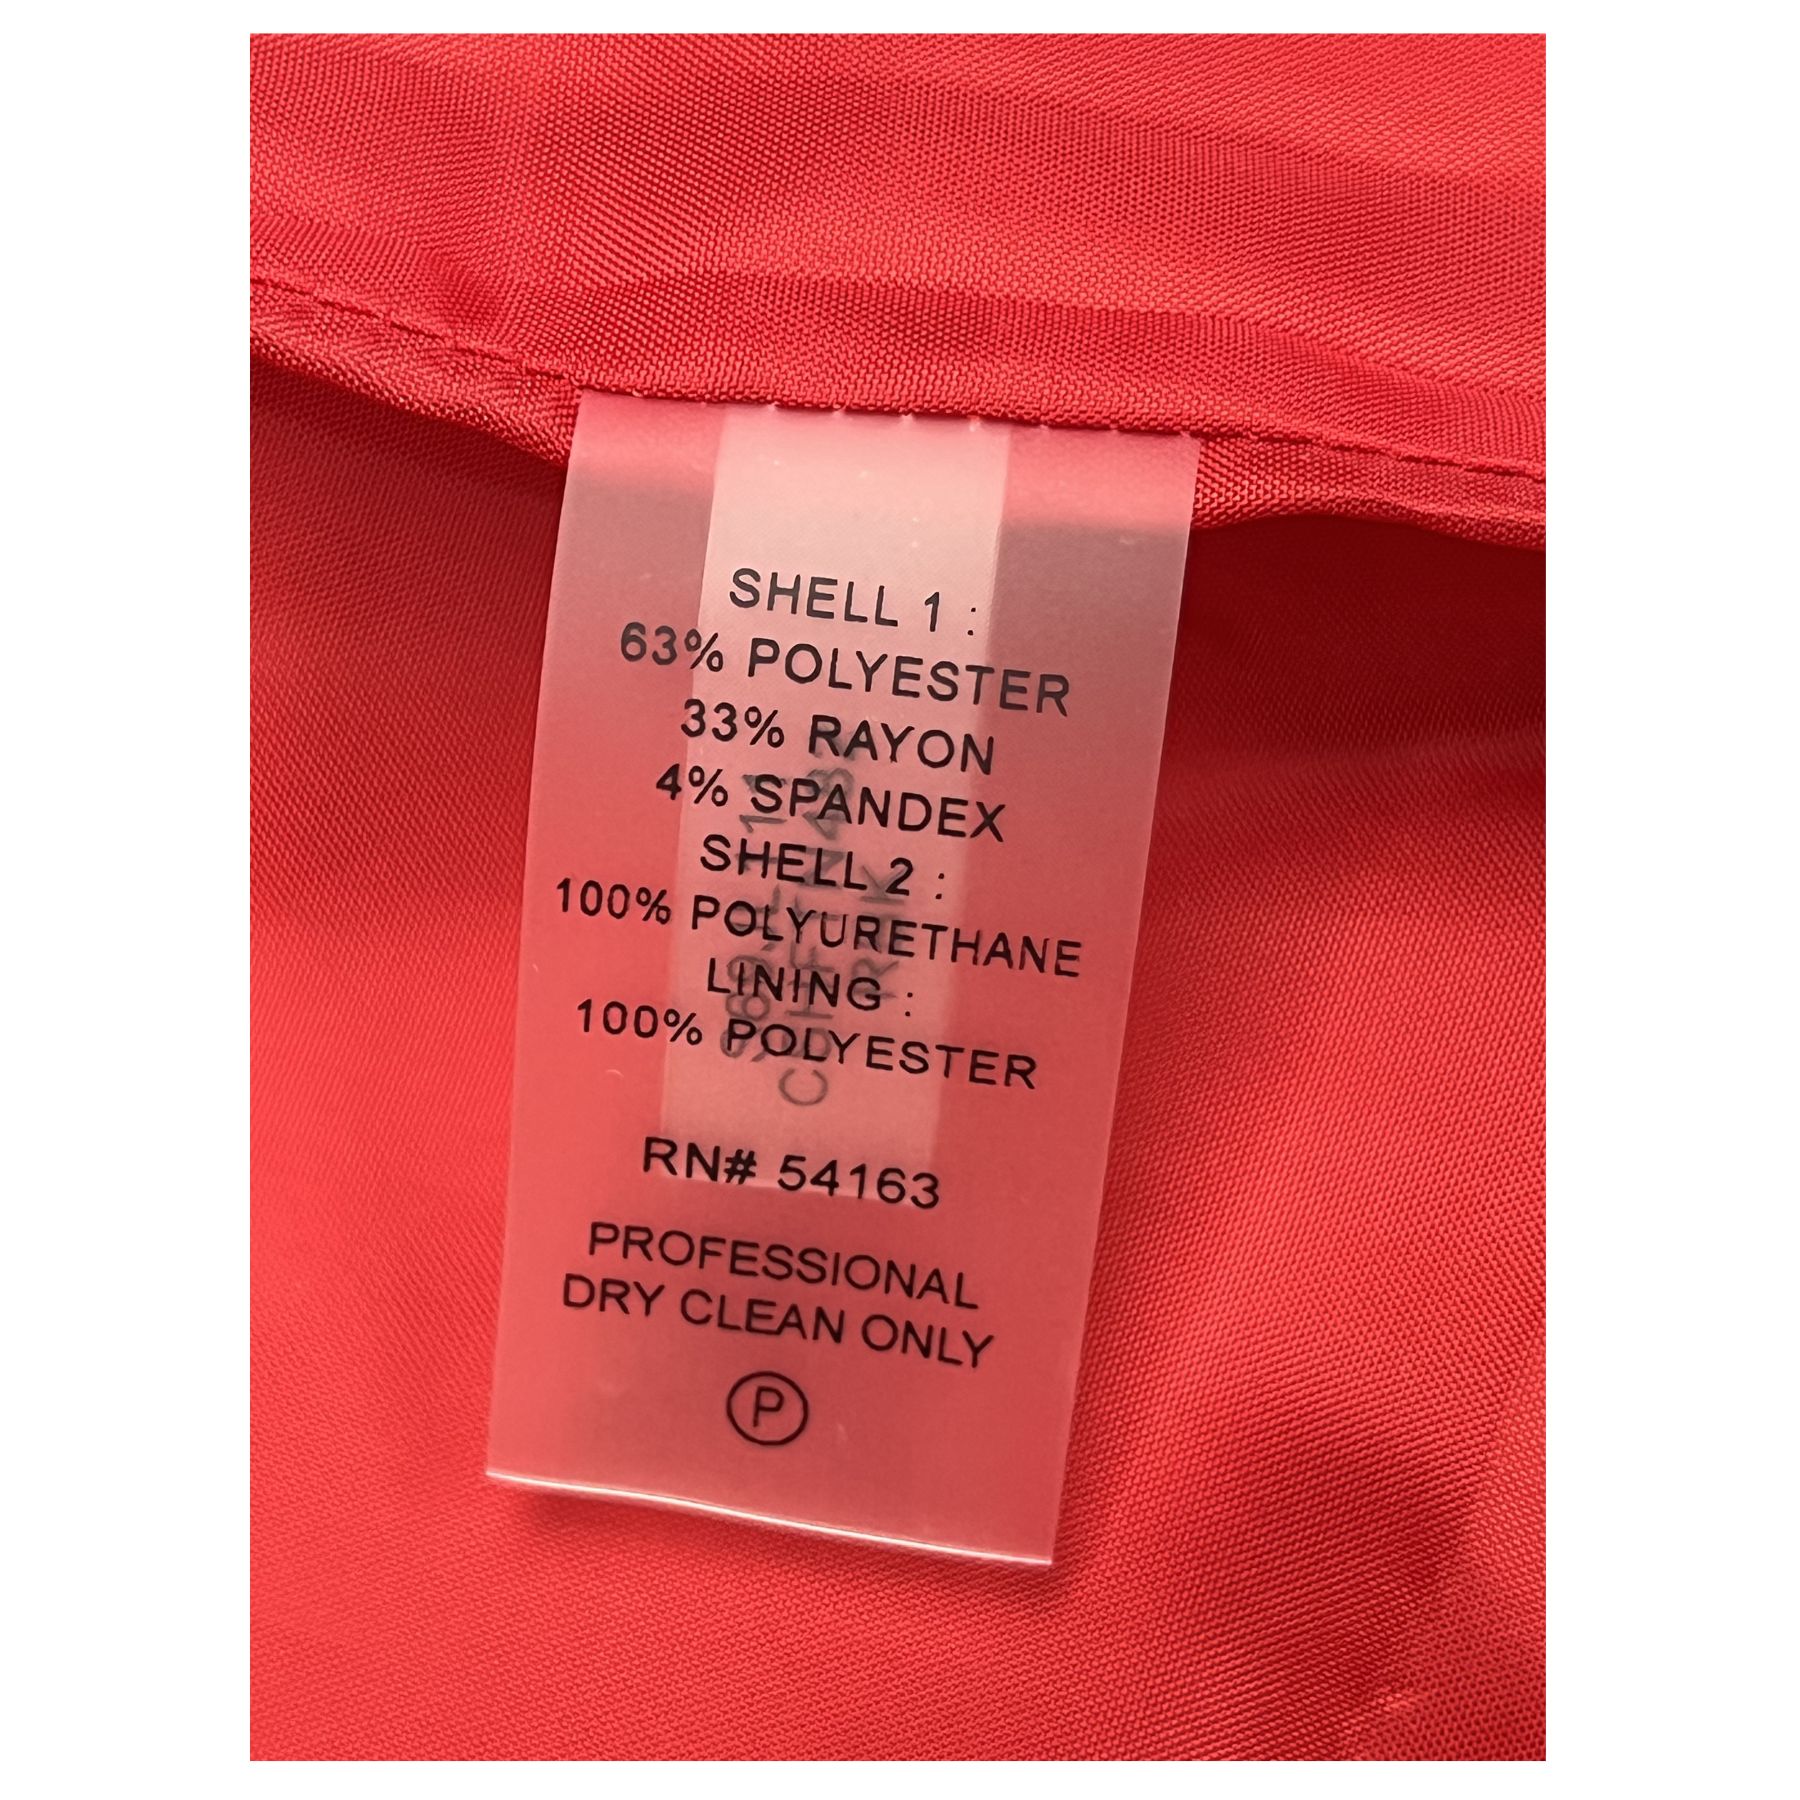 SHELL 1 :
63% POLYESTER
33% RAYON
4% SPANDEX
SHELL 2 :
100% POLYURETHANE
LINING :
100% POLYESTER
RN# 54163
PROFESSIONAL
DRY CLEAN ONLY
P